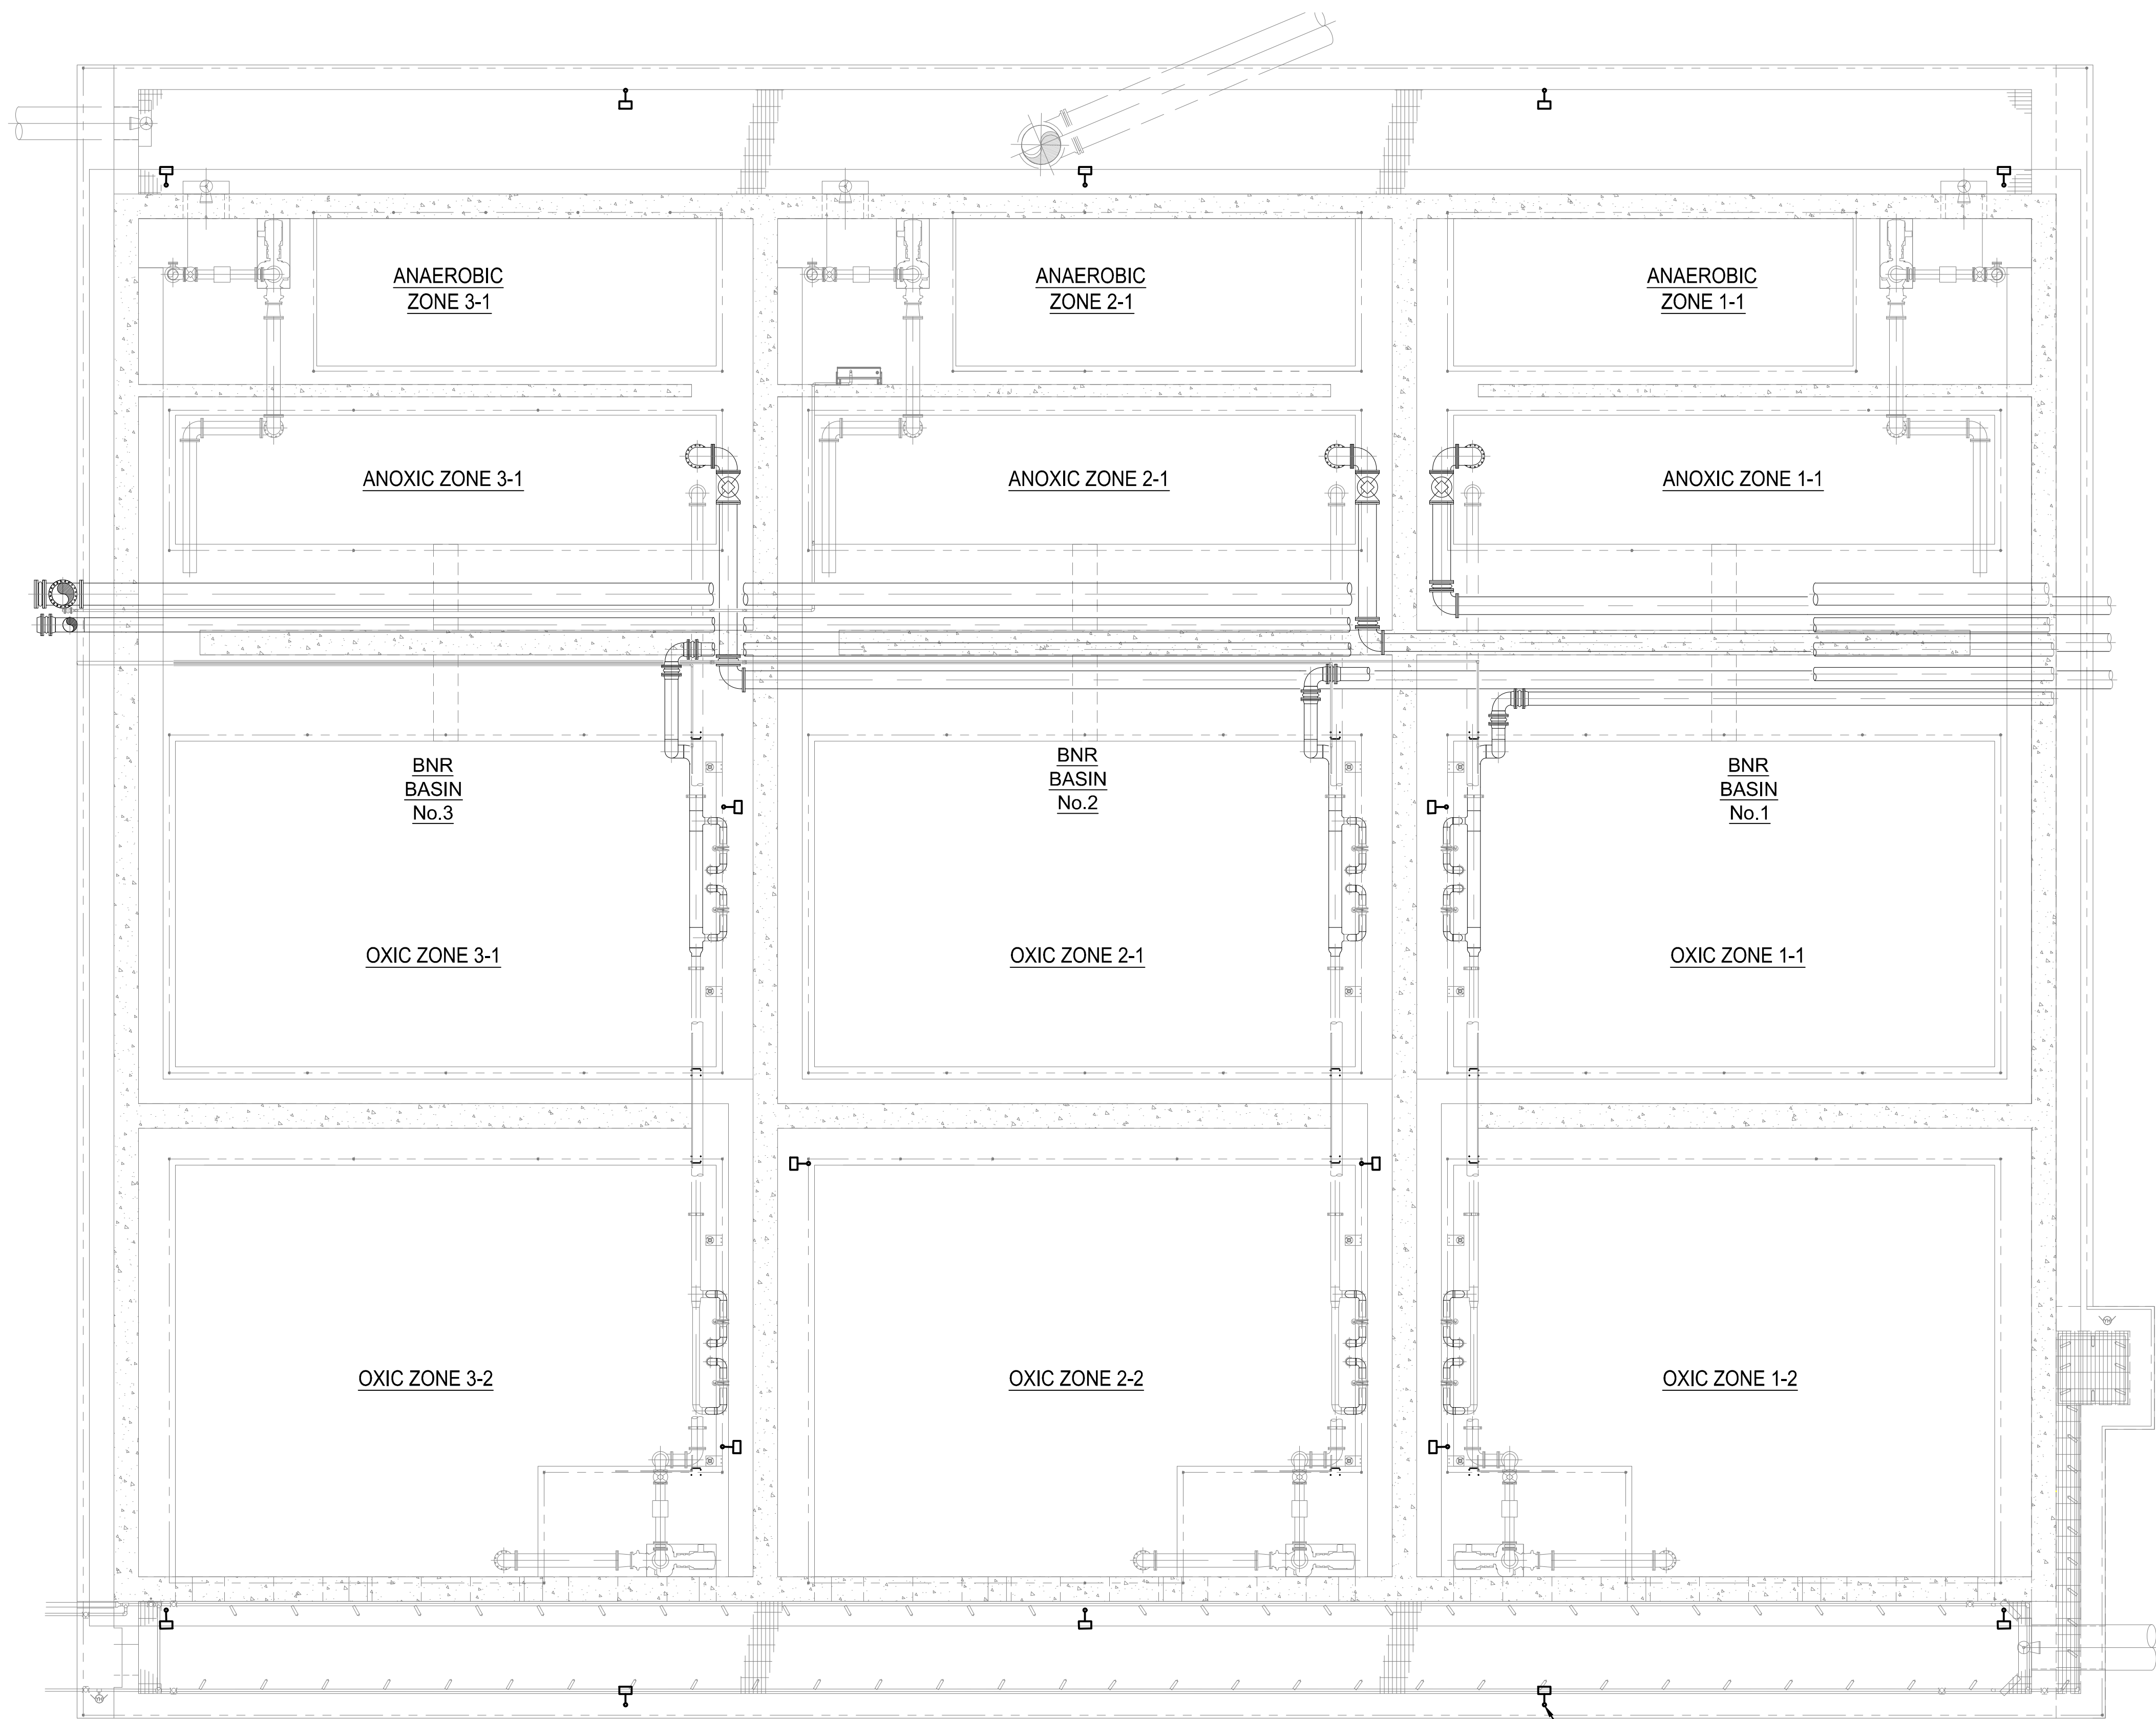 ANAEROBIC
ZONE 3-1
ANAEROBIC
ZONE 2-1
ANAEROBIC
ZONE 1-1
ANOXIC ZONE 3-1
ANOXIC ZONE 2-1
ANOXIC ZONE 1-1
BNR
BASIN
No.3
BNR
BASIN
No.2
BNR
BASIN
No.1
OXIC ZONE 3-1
OXIC ZONE 2-1
OXIC ZONE 1-1
OXIC ZONE 3-2
OXIC ZONE 2-2
OXIC ZONE 1-2